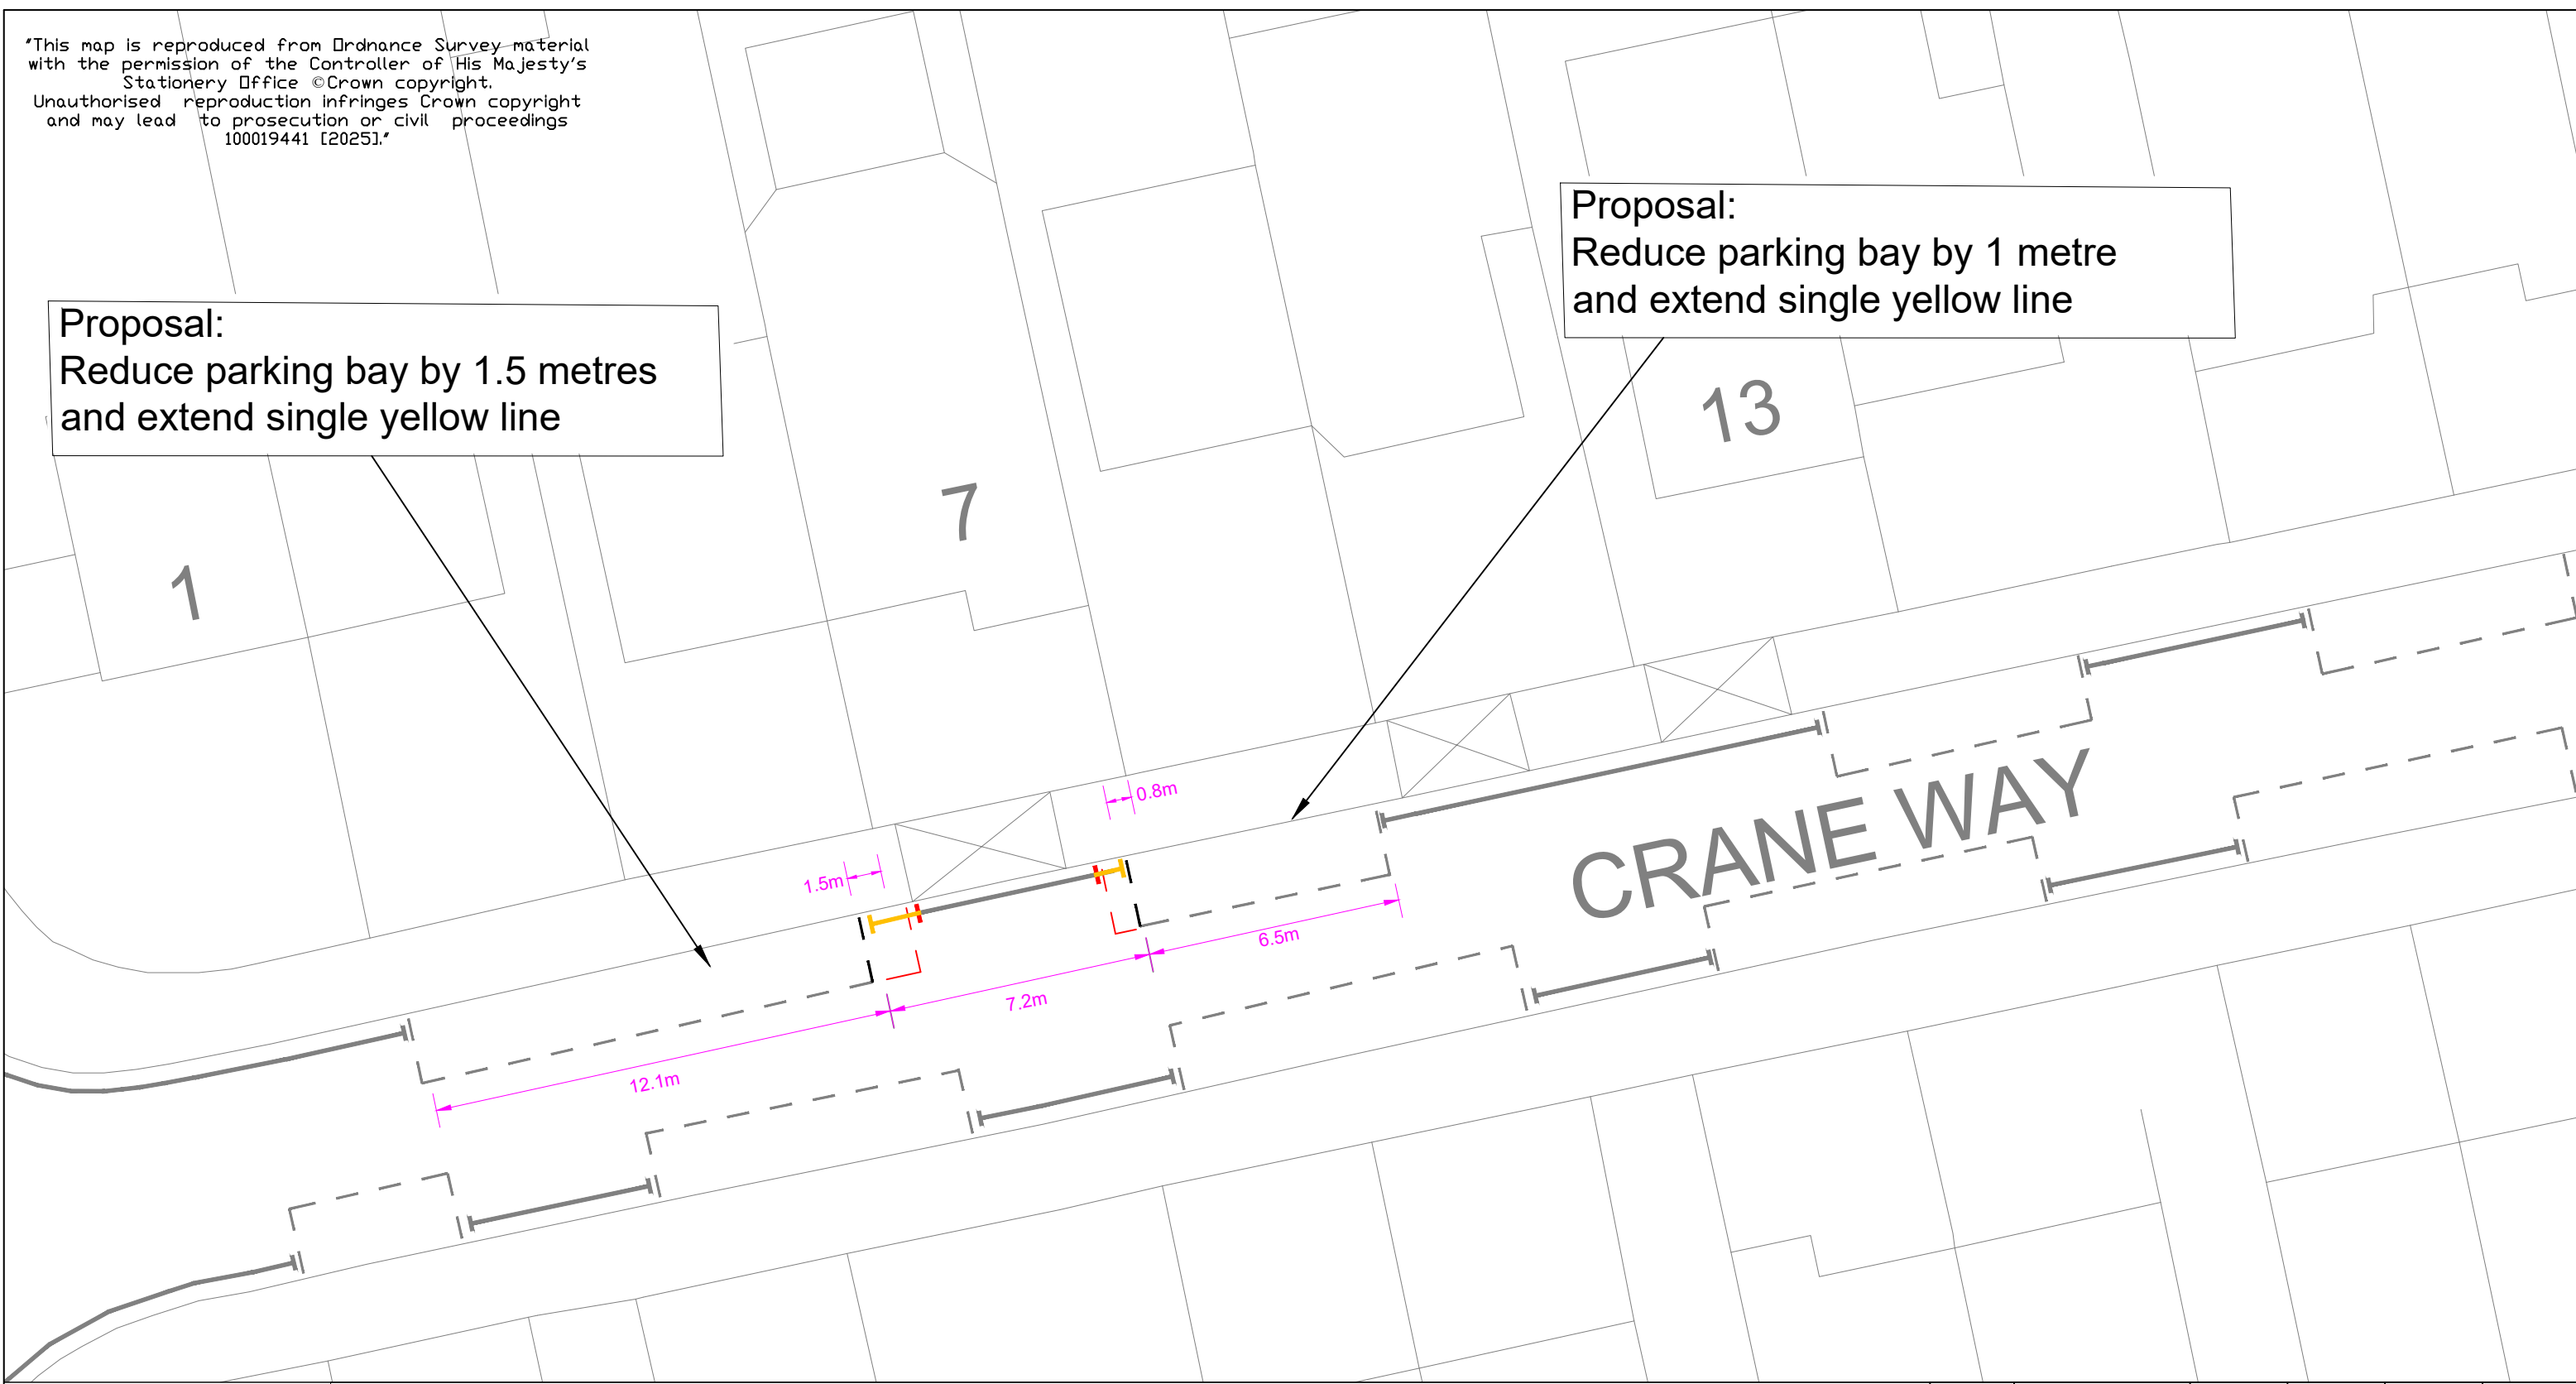 "This map is reproduced from Ordnance Survey material
with the permission of the Controller of His Majesty's
Stationery Office ©Crown copyright.
Unauthorised reproduction infringes Crown copyright
and may lead to prosecution or civil proceedings
100019441 [2025]."
Proposal:
Reduce parking bay by 1 metre
and extend single yellow line
Proposal:
Reduce parking bay by 1.5 metres
and extend single yellow line
13
7
1
0.8m
CRANE WAY
1.5m
6.5m
7.2m
12.1m